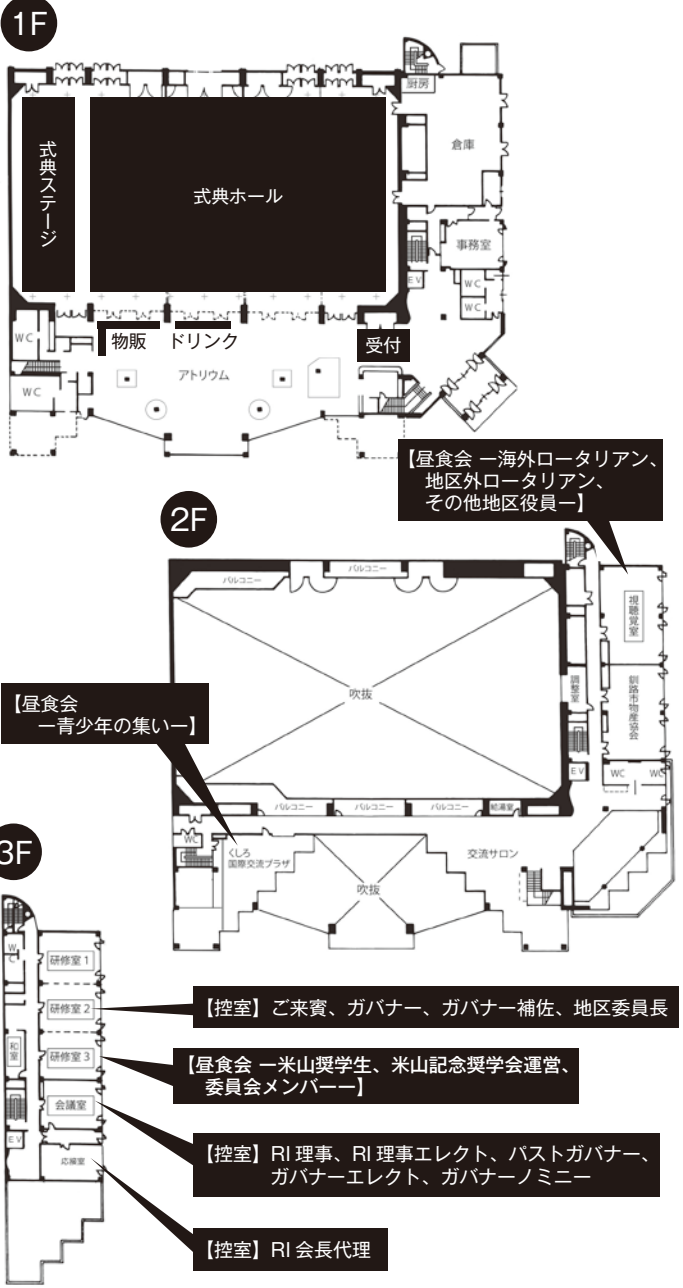 1F
厨房
倉庫
式典ステージ
式典ホール
事務室
EV
WC
WC
WC
物販
ドリンク
受付
アトリウム
WC
【昼食会 ー海外ロータリアン、
地区外ロータリアン、
その他地区役員ー】
2F
バルコニー
バルコニー
視聴覚室
吹抜
調整室
釧路市物産協会
【昼食会
ー青少年の集いー】
EV
WC
WC
バルコニー
バルコニー
バルコニー
給湯室
WC
くしろ
国際交流プラザ
交流サロン
吹抜
3F
WC
研修室 1
研修室 2
【控室】ご来賓、ガバナー、ガバナー補佐、地区委員長
和室
研修室 3
【昼食会 ー米山奨学生、米山記念奨学会運営、
委員会メンバーー】
会議室
【控室】RI 理事、RI 理事エレクト、パストガバナー、
ガバナーエレクト、ガバナーノミニー
EV
応接室
【控室】RI 会長代理